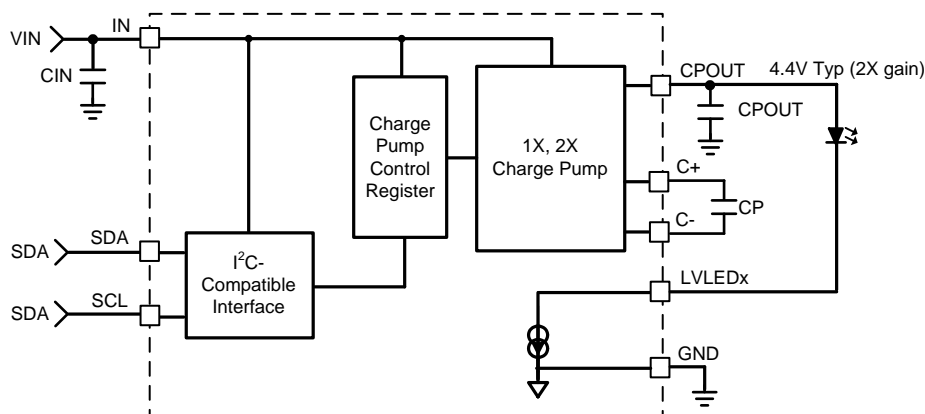 VIN
IN
CIN
Charge
Pump
Control
Register
1X, 2X
Charge Pump
CPOUT
4.4V Typ (2X gain)
CPOUT
C+
CP
C-
SDA
SDA
I²C-
Compatible
Interface
SDA
SCL
LVLEDx
GND